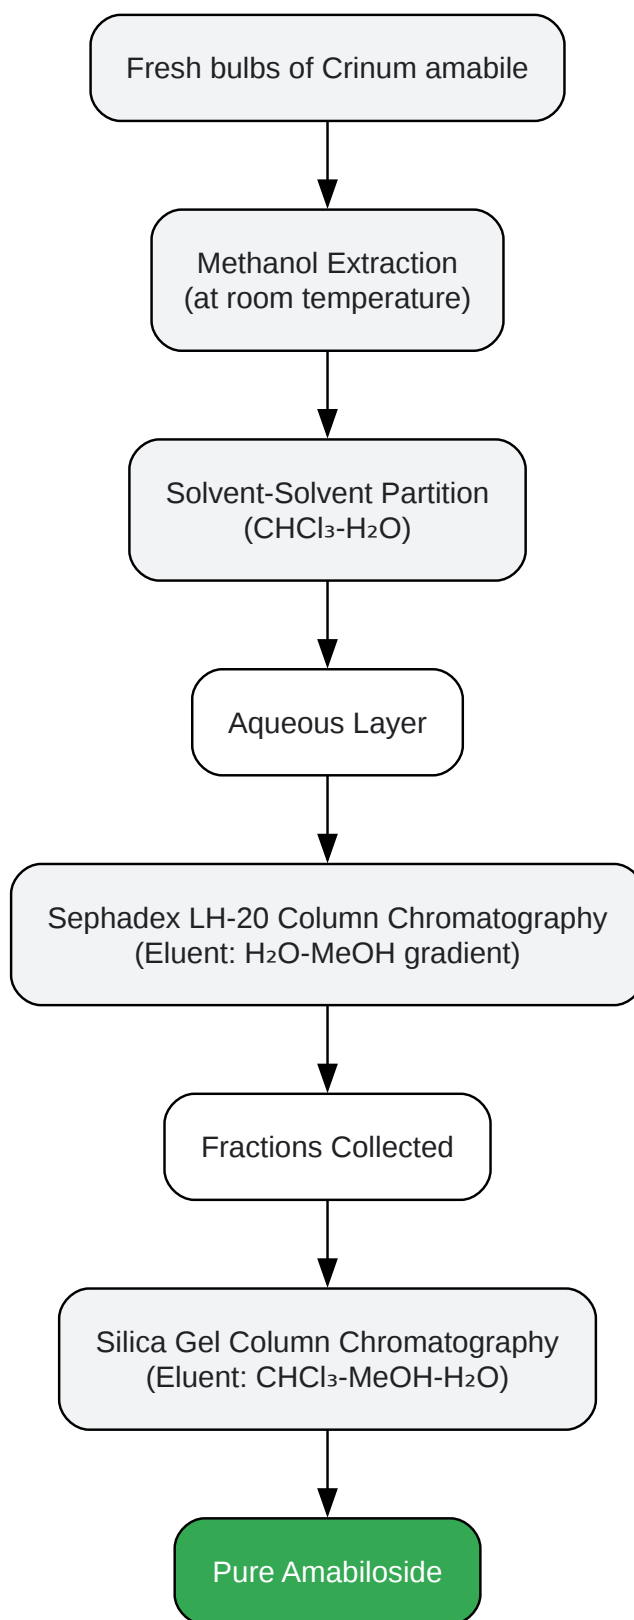 Fresh bulbs of Crinum amabile
Methanol Extraction
(at room temperature)
Solvent-Solvent Partition
(CHCl₃-H₂O)
Aqueous Layer
Sephadex LH-20 Column Chromatography
(Eluent: H₂O-MeOH gradient)
Fractions Collected
Silica Gel Column Chromatography
(Eluent: CHCl₃-MeOH-H₂O)
Pure Amabiloside